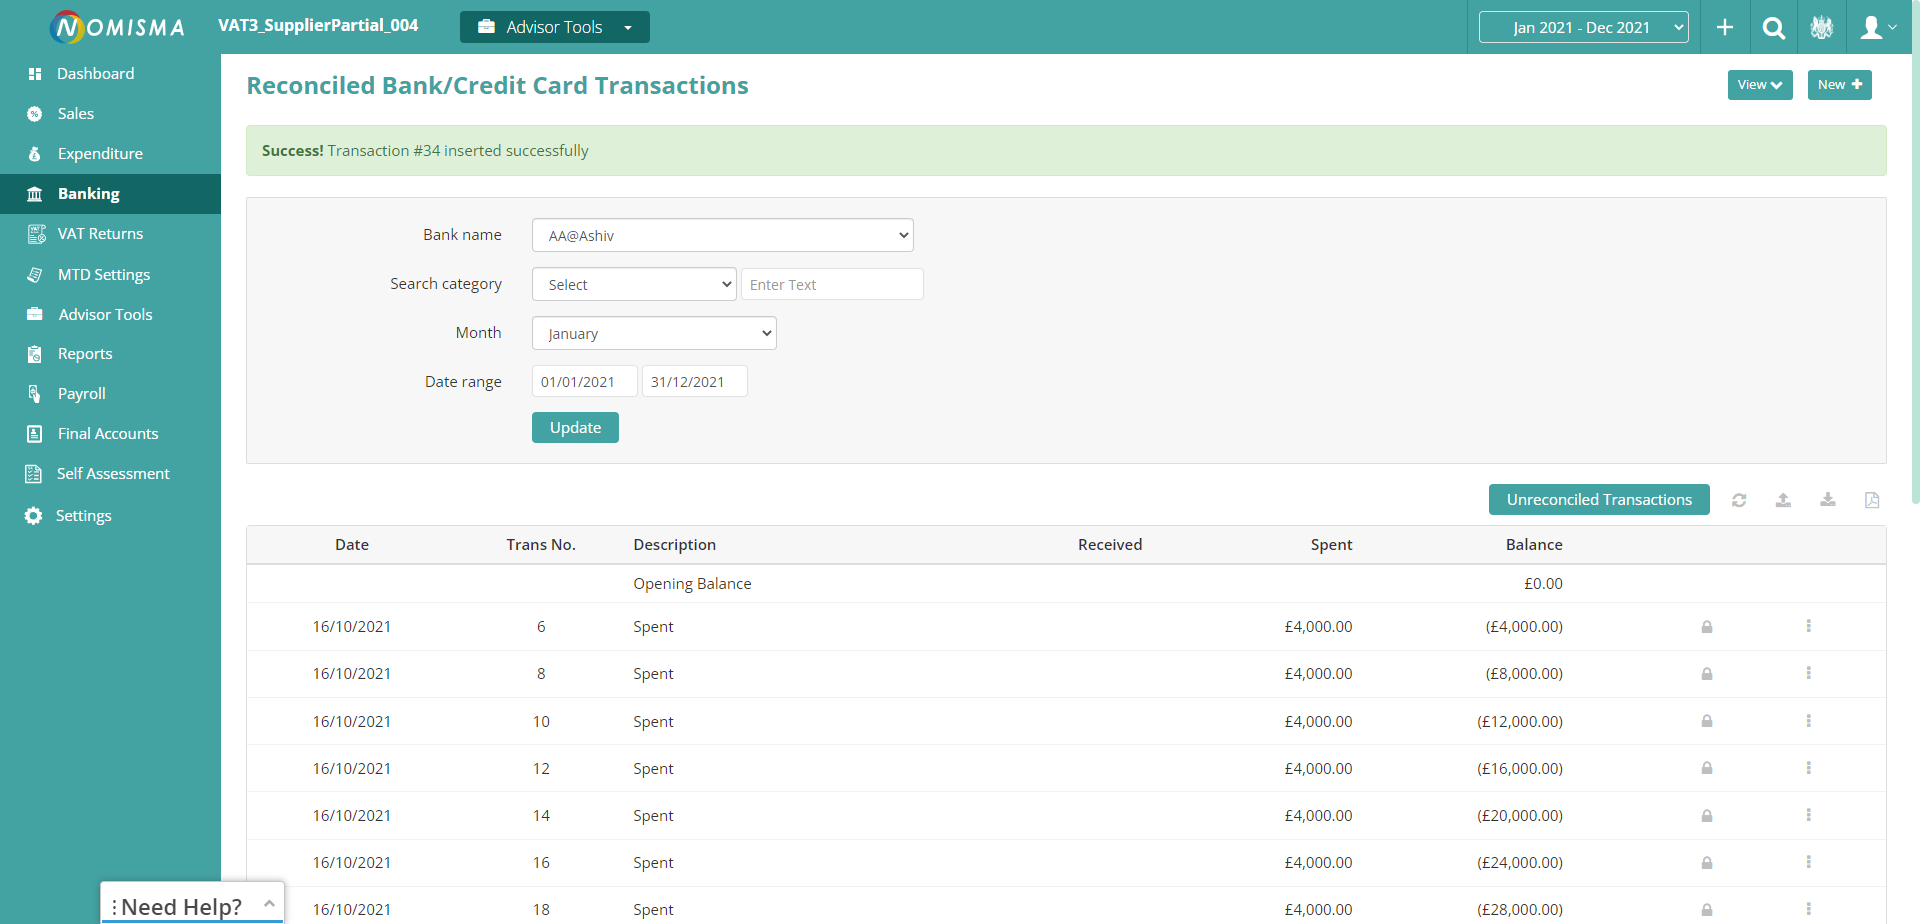 NOMISMA
VAT3_SupplierPartial_004
Advisor Tools
Jan 2021 - Dec 2021
Dashboard
Sales
Expenditure
Banking
VAT Returns
MTD Settings
Advisor Tools
Reports
Payroll
Final Accounts
Self Assessment
Settings
Reconciled Bank/Credit Card Transactions
View
New
Success! Transaction #34 inserted successfully
Bank name AA@Ashiv
Search category Select Enter Text
Month January
Date range 01/01/2021 31/12/2021
Update
Unreconciled Transactions
Date Trans No. Description Received Spent Balance
Opening Balance £0.00
16/10/2021 6 Spent £4,000.00 (£4,000.00)
16/10/2021 8 Spent £4,000.00 (£8,000.00)
16/10/2021 10 Spent £4,000.00 (£12,000.00)
16/10/2021 12 Spent £4,000.00 (£16,000.00)
16/10/2021 14 Spent £4,000.00 (£20,000.00)
16/10/2021 16 Spent £4,000.00 (£24,000.00)
16/10/2021 18 Spent £4,000.00 (£28,000.00)
Need Help?